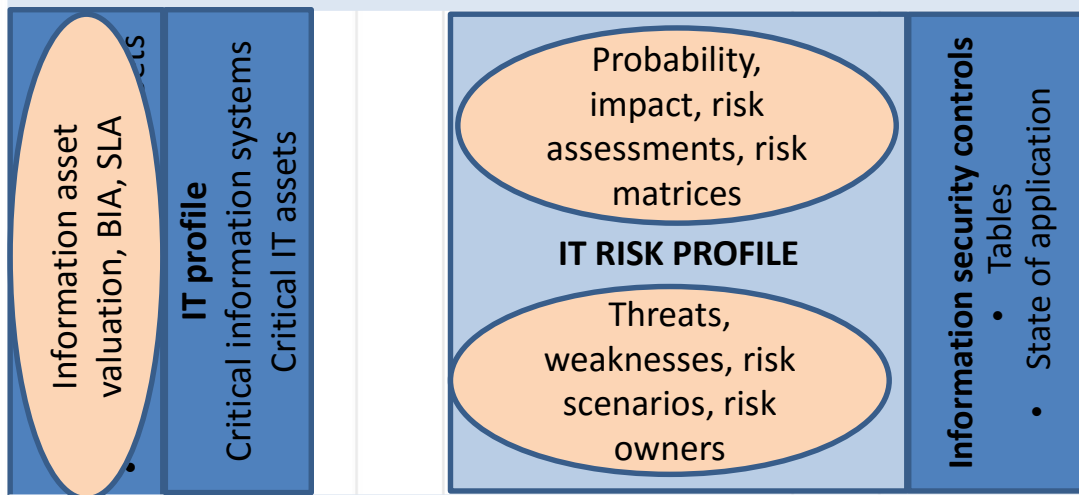 Information asset
valuation, BIA, SLA
IT profile
Critical information systems
Critical IT assets
Probability,
impact, risk
assessments, risk
matrices
IT RISK PROFILE
Threats,
weaknesses, risk
scenarios, risk
owners
Information security controls
• Tables
• State of application